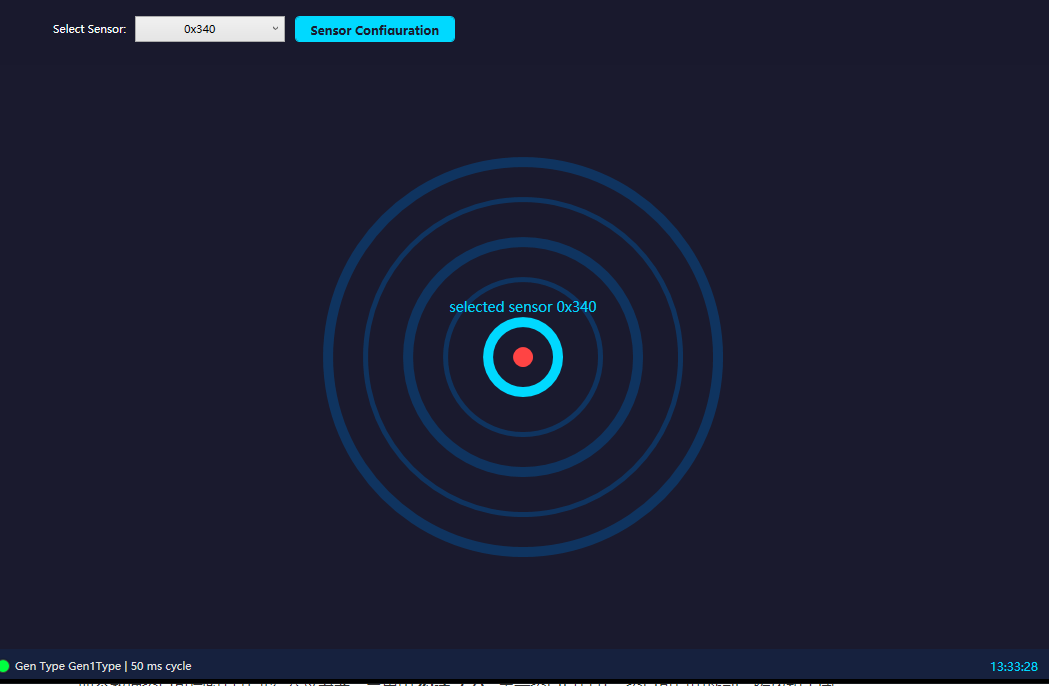 Select Sensor: 0x340 Sensor Configuration
selected sensor 0x340
Gen Type Gen1Type | 50 ms cycle 13:33:28